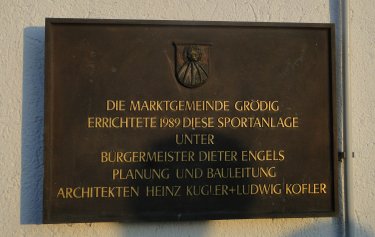 DIE MARKTGEMEINDE GRÖDIG
ERRICHTETE 1989 DIESE SPORTANLAGE
UNTER
BÜRGERMEISTER DIETER ENGELS
PLANUNG UND BAULEITUNG
ARCHITEKTEN HEINZ KUGLER+LUDWIG KOFLER